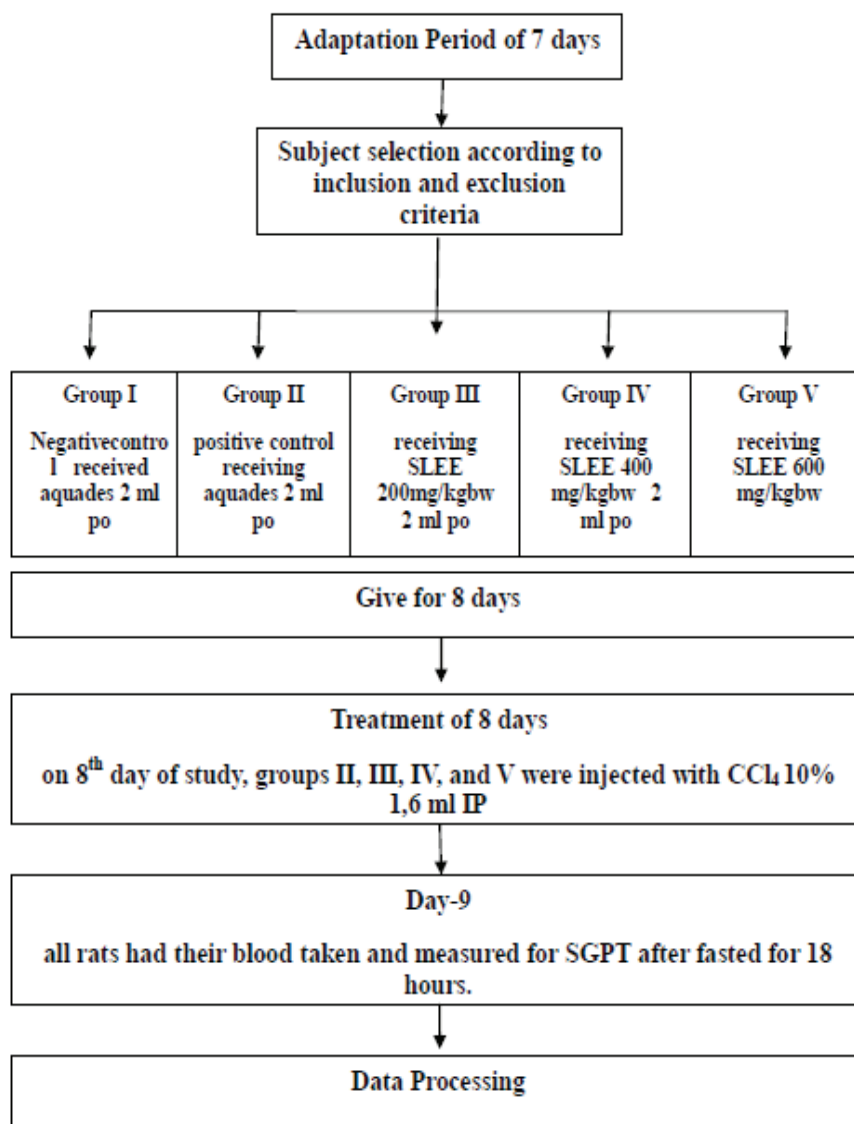 Adaptation Period of 7 days
Subject selection according to
inclusion and exclusion
criteria
Group I
Negativecontro
l received
aquades 2 ml
po
Group II
positive control
receiving
aquades 2 ml
po
Group III
receiving
SLEE
200mg/kgbw
2 ml po
Group IV
receiving
SLEE 400
mg/kgbw 2
ml po
Group V
receiving
SLEE 600
mg/kgbw
Give for 8 days
Treatment of 8 days
on 8th day of study, groups II, III, IV, and V were injected with CCl4 10%
1,6 ml IP
Day-9
all rats had their blood taken and measured for SGPT after fasted for 18
hours.
Data Processing